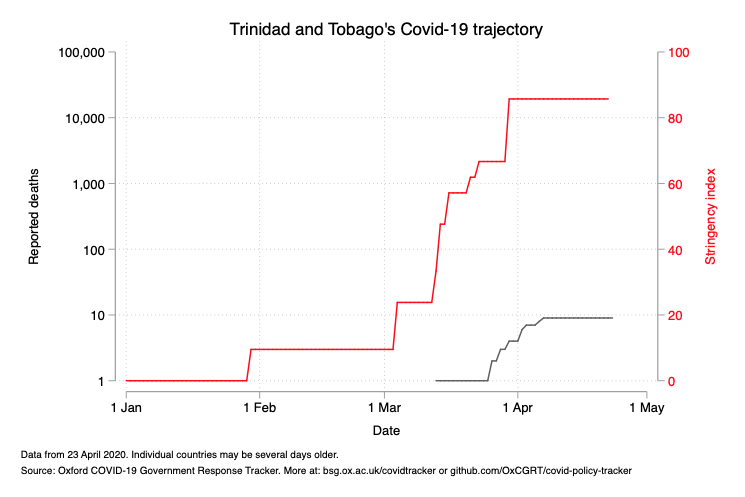 Trinidad and Tobago's Covid-19 trajectory
100,000
10,000
1,000
100
10
1
Reported deaths
100
80
60
40
20
0
Stringency index
1 Jan 1 Feb 1 Mar 1 Apr 1 May
Date
Data from 23 April 2020. Individual countries may be several days older.
Source: Oxford COVID-19 Government Response Tracker. More at: bsg.ox.ac.uk/covidtracker or github.com/OxCGRT/covid-policy-tracker